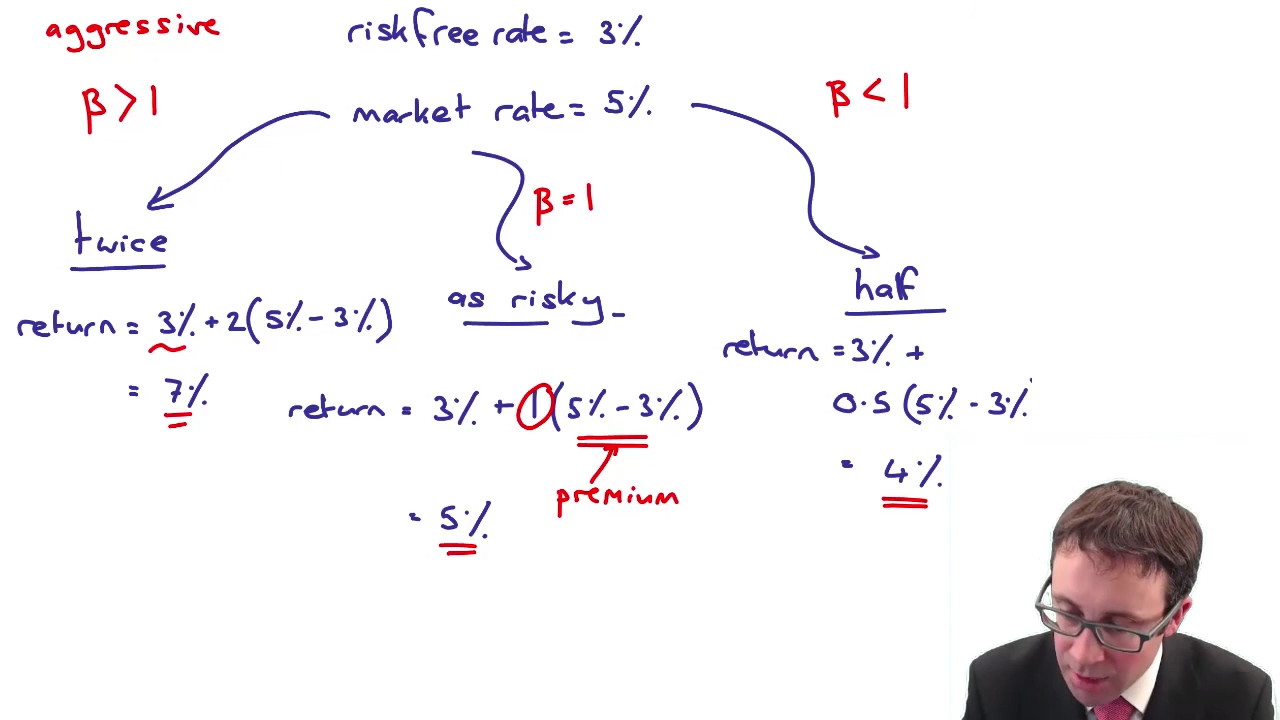 aggressive
riskfree rate = 3%
β > 1
market rate = 5%
β < 1
β = 1
twice
return = 3% + 2(5% - 3%)
= 7%
as risky
return = 3% + 1(5% - 3%)
premium
= 5%
half
return = 3% +
0.5 (5% - 3%
= 4%